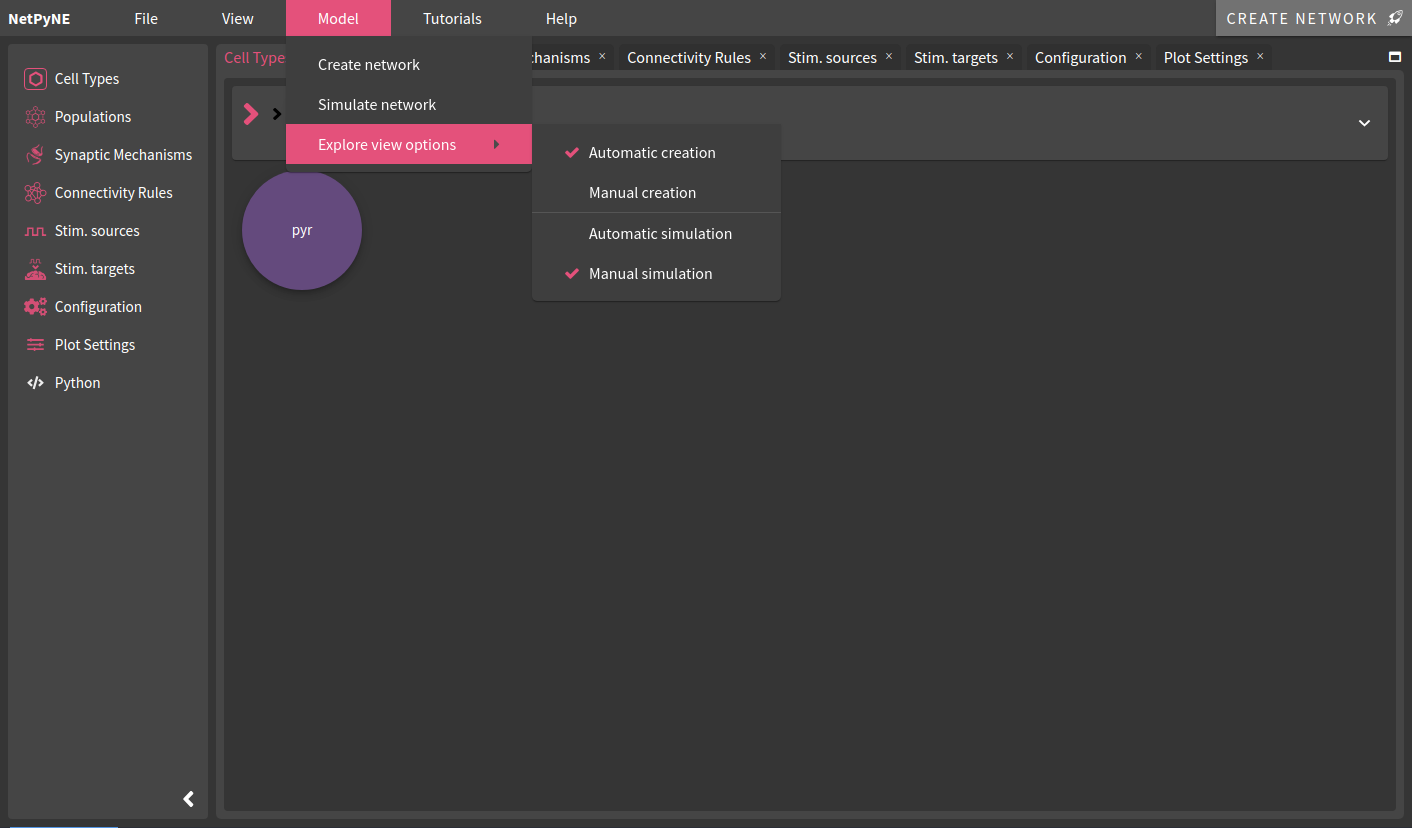 NetPyNE File View Model Tutorials Help CREATE NETWORK
Cell Types
Populations
Synaptic Mechanisms
Connectivity Rules
Stim. sources
Stim. targets
Configuration
Plot Settings
Python
Cell Type chanisms × Connectivity Rules × Stim. sources × Stim. targets × Configuration × Plot Settings ×
Create network
Simulate network
Explore view options
Automatic creation
Manual creation
Automatic simulation
Manual simulation
pyr